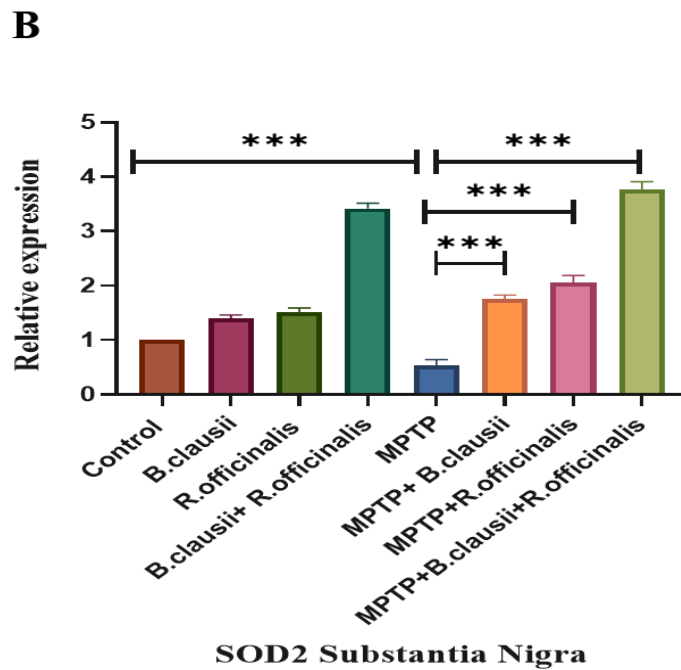 B
Relative expression
5
4
3
2
1
0
***
***
***
***
Control
B.clausii
R.officinalis
B.clausii+ R.officinalis
MPTP
MPTP+ B.clausii
MPTP+R.officinalis
MPTP+B.clausii+R.officinalis
SOD2 Substantia Nigra